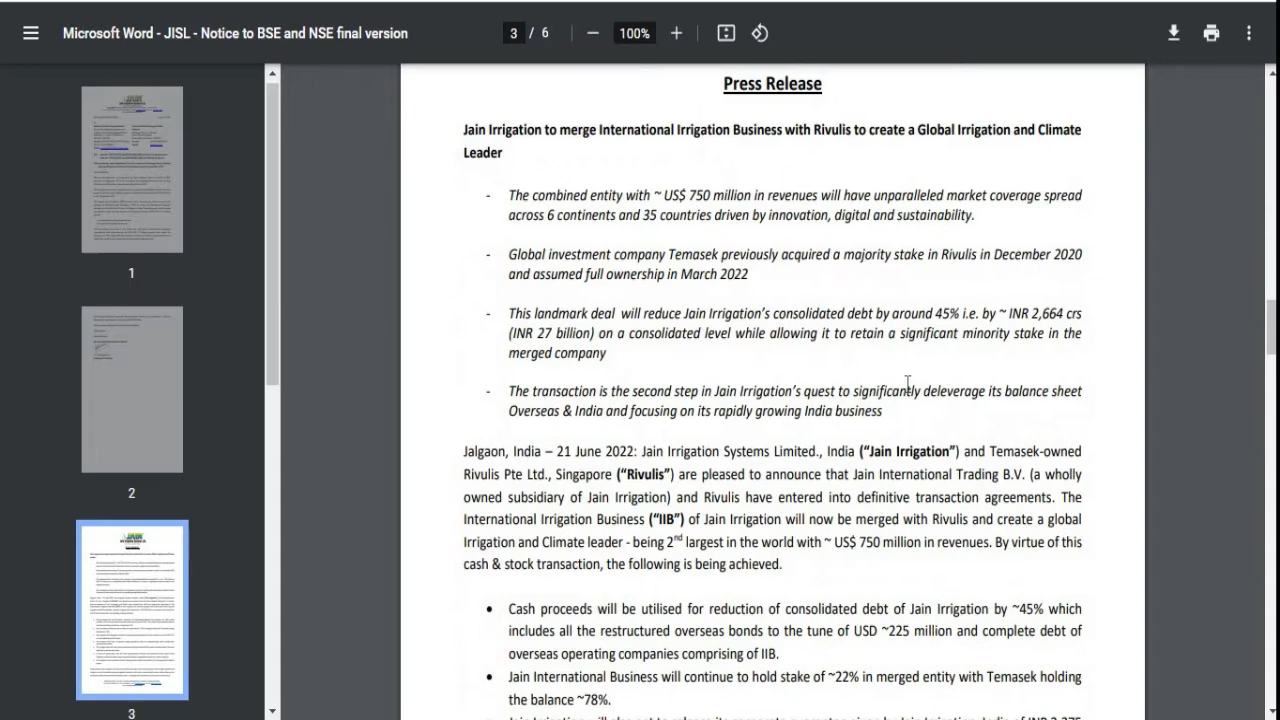 Microsoft Word - JISL - Notice to BSE and NSE final version
3 / 6
100%
1
2
3
Press Release
Jain Irrigation to merge International Irrigation Business with Rivulis to create a Global Irrigation and Climate
Leader
- The combined entity with ~ US$ 750 million in revenues will have unparalleled market coverage spread
across 6 continents and 35 countries driven by innovation, digital and sustainability.
- Global investment company Temasek previously acquired a majority stake in Rivulis in December 2020
and assumed full ownership in March 2022
- This landmark deal will reduce Jain Irrigation's consolidated debt by around 45% i.e. by ~ INR 2,664 crs
(INR 27 billion) on a consolidated level while allowing it to retain a significant minority stake in the
merged company
- The transaction is the second step in Jain Irrigation's quest to significantly deleverage its balance sheet
Overseas & India and focusing on its rapidly growing India business
Jalgaon, India – 21 June 2022: Jain Irrigation Systems Limited., India ("Jain Irrigation") and Temasek-owned
Rivulis Pte Ltd., Singapore ("Rivulis") are pleased to announce that Jain International Trading B.V. (a wholly
owned subsidiary of Jain Irrigation) and Rivulis have entered into definitive transaction agreements. The
International Irrigation Business ("IIB") of Jain Irrigation will now be merged with Rivulis and create a global
Irrigation and Climate leader - being 2nd largest in the world with ~ US$ 750 million in revenues. By virtue of this
cash & stock transaction, the following is being achieved.
• Cash proceeds will be utilised for reduction of consolidated debt of Jain Irrigation by ~45% which
includes all the restructured overseas bonds to the tune of USD ~225 million and complete debt of
overseas operating companies comprising of IIB.
• Jain International Business will continue to hold stake of ~22% in merged entity with Temasek holding
the balance ~78%.